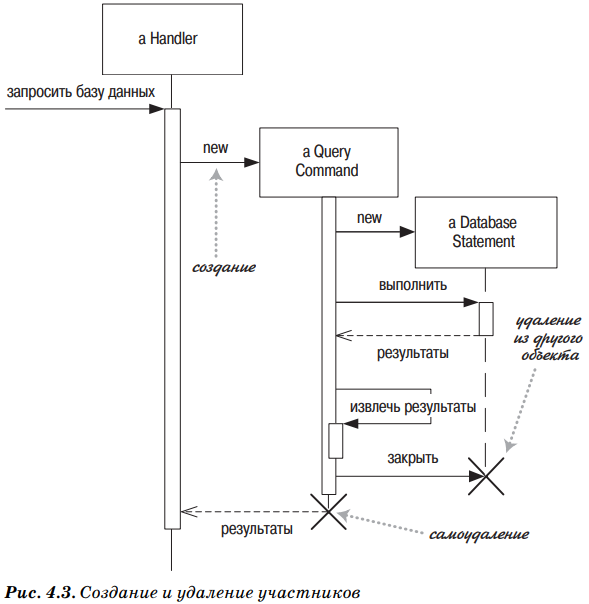 a Handler
запросить базу данных
new
a Query
Command
new
a Database
Statement
создание
выполнить
удаление
из другого
объекта
результаты
извлечь результаты
закрыть
результаты
самоудаление
Рис. 4.3. Создание и удаление участников